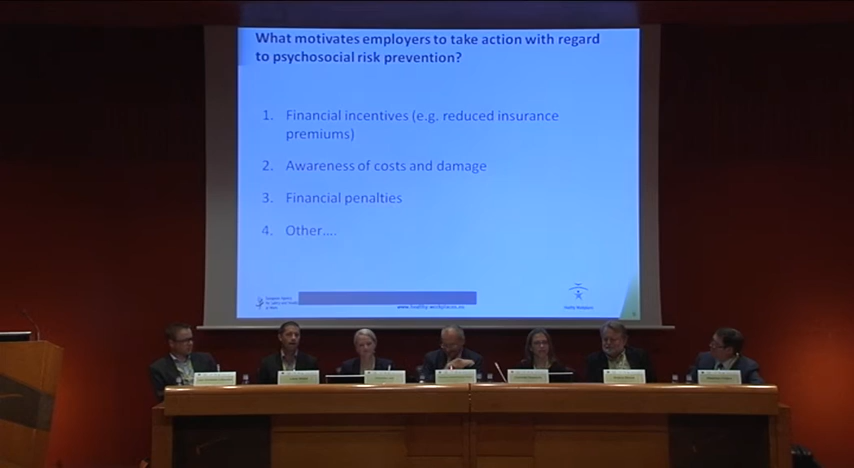 What motivates employers to take action with regard
to psychosocial risk prevention?
1. Financial incentives (e.g. reduced insurance
premiums)
2. Awareness of costs and damage
3. Financial penalties
4. Other....
www.healthy-workplaces.eu